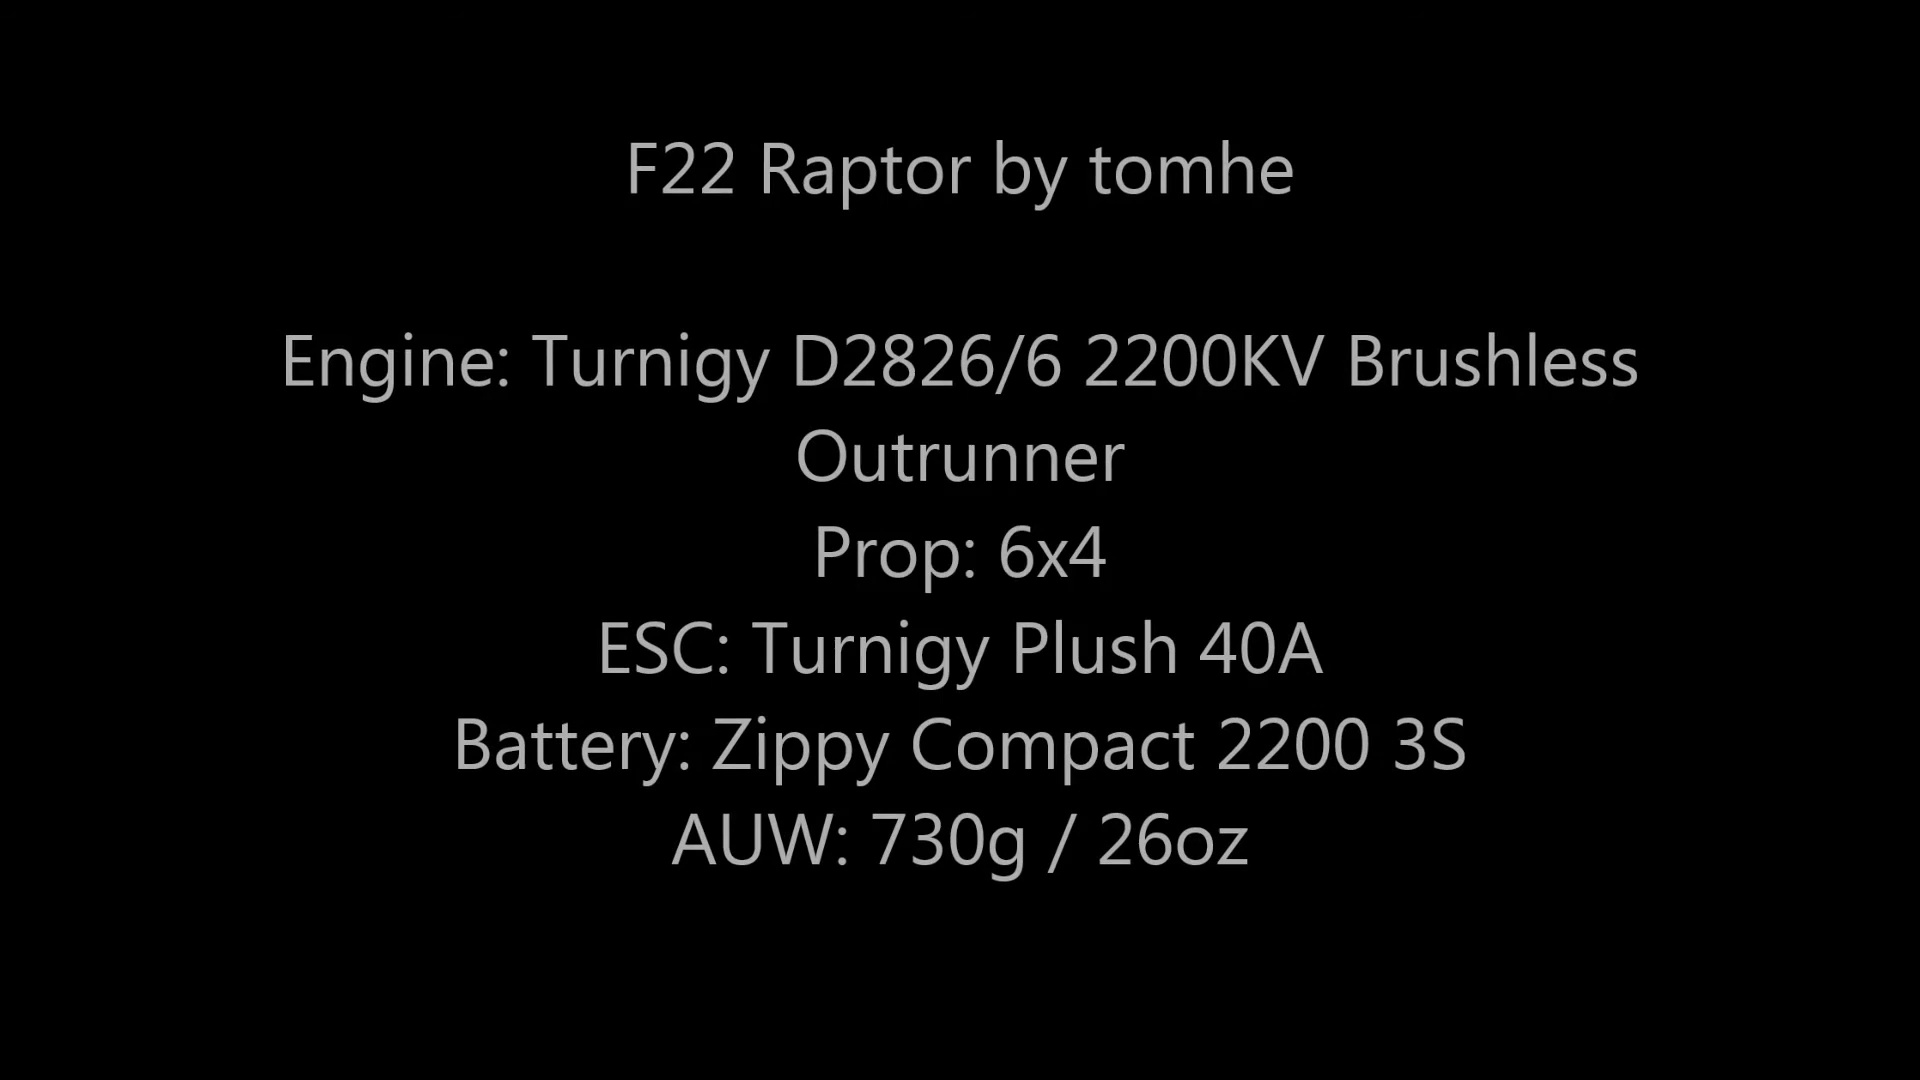 F22 Raptor by tomhe
Engine: Turnigy D2826/6 2200KV Brushless
Outrunner
Prop: 6x4
ESC: Turnigy Plush 40A
Battery: Zippy Compact 2200 3S
AUW: 730g / 26oz